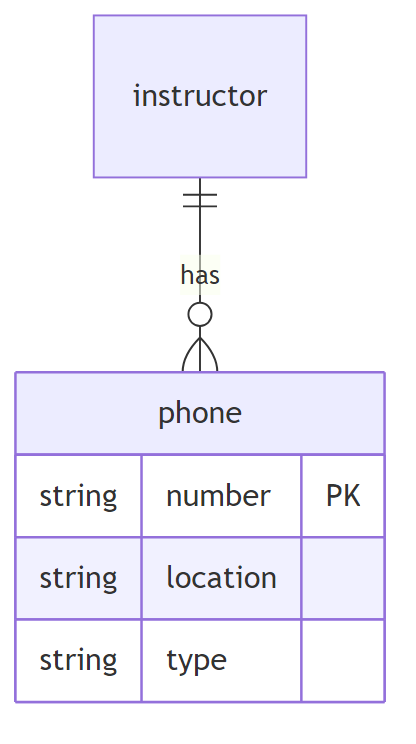 instructor
has
phone
string number PK
string location
string type